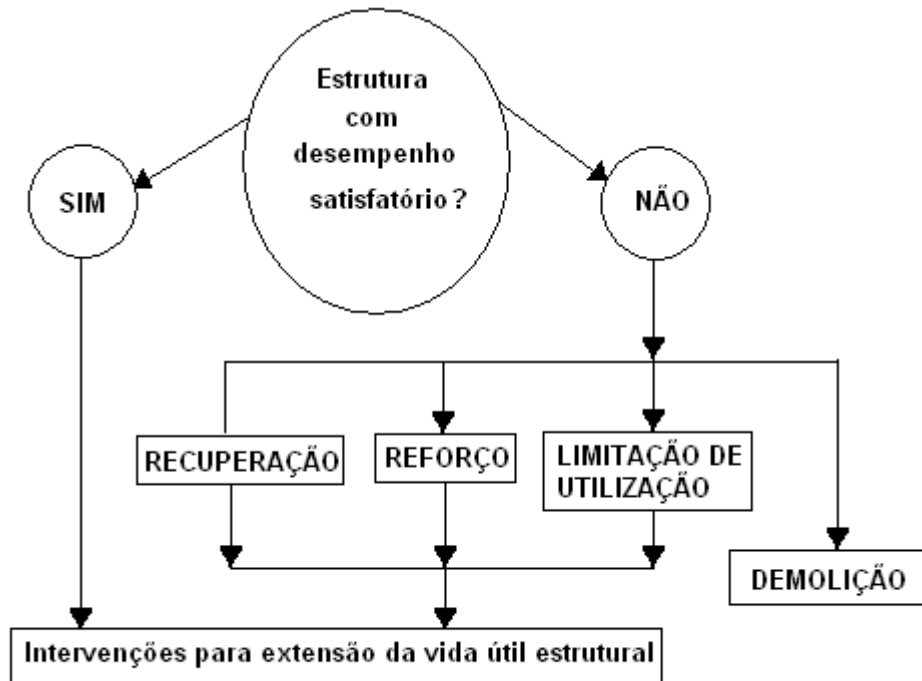 Estrutura
com
desempenho
satisfatório?
SIM
NÃO
RECUPERAÇÃO
REFORÇO
LIMITAÇÃO DE
UTILIZAÇÃO
DEMOLIÇÃO
Intervenções para extensão da vida útil estrutural